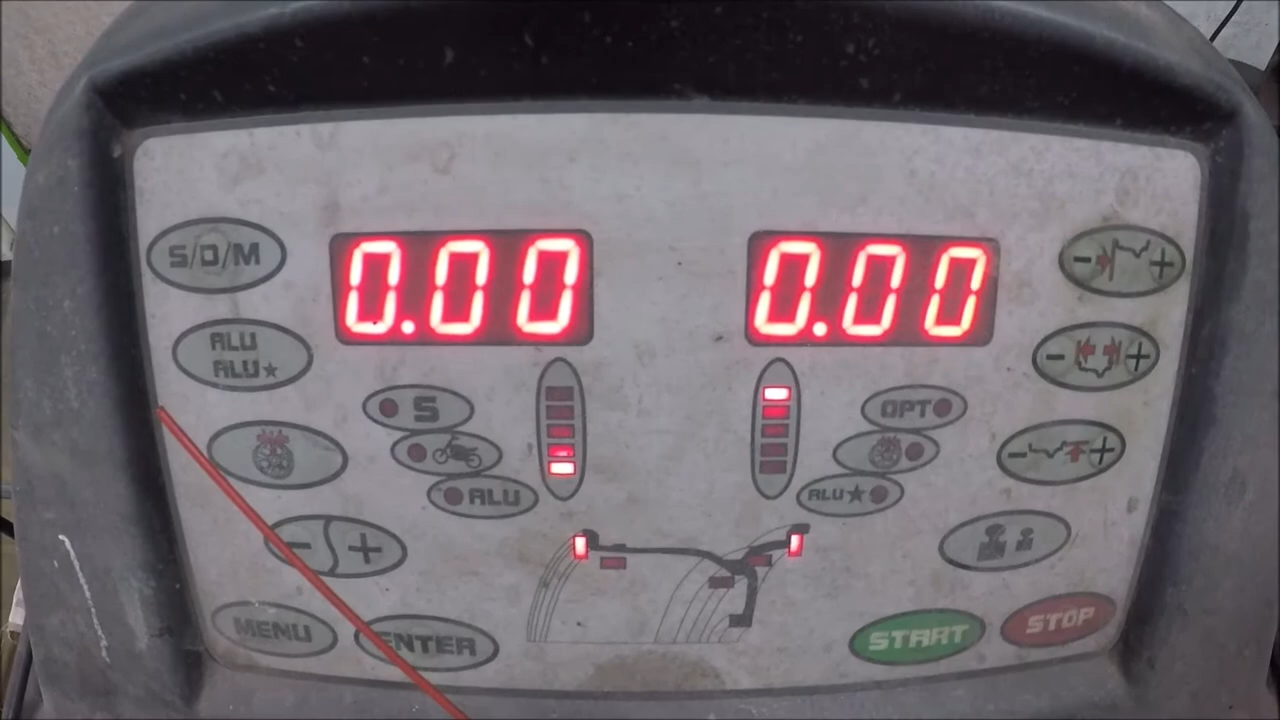 S/D/M
0.00
0.00
- +
ALU
ALU★
- +
S
OPT
- +
ALU
ALU★
- +
MENU
ENTER
START
STOP